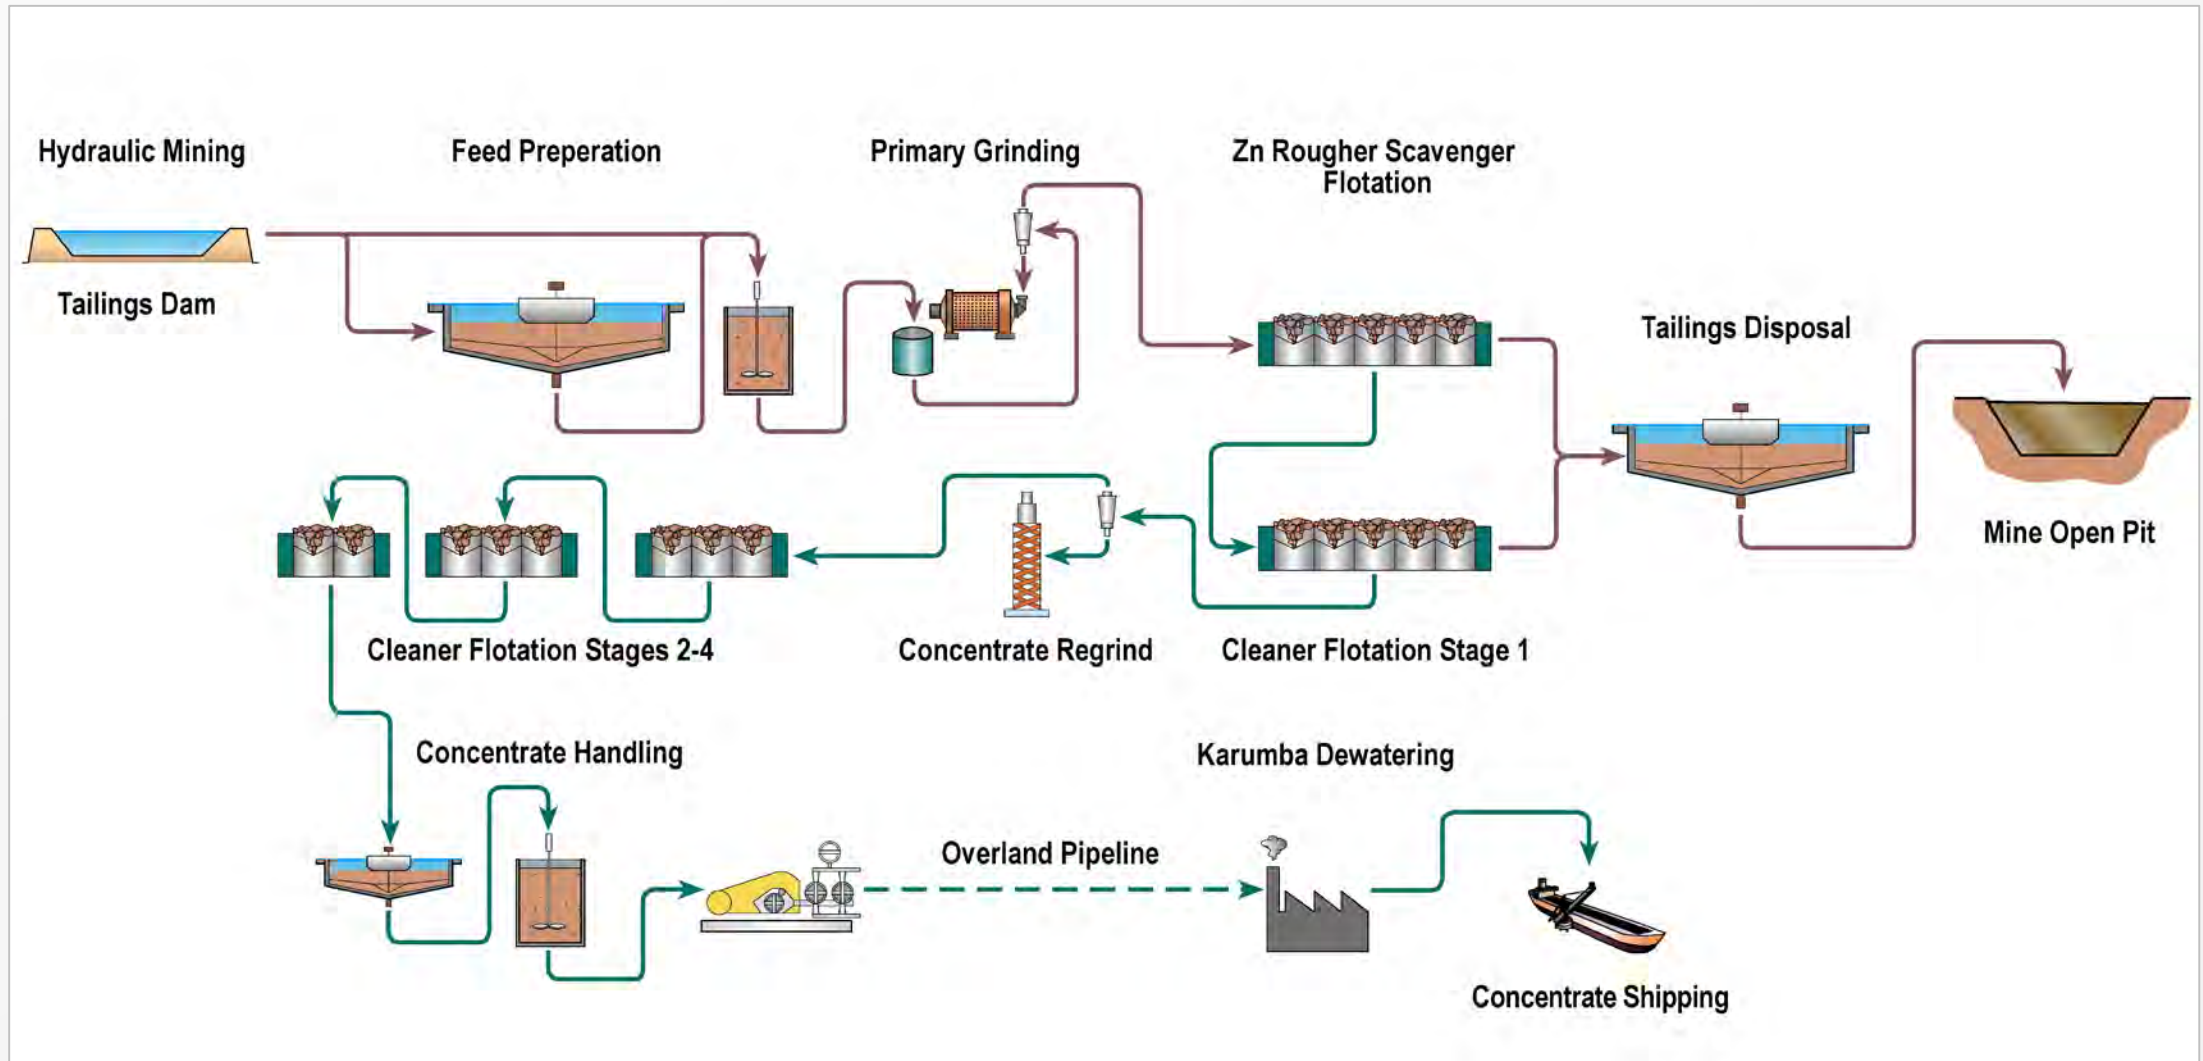 Hydraulic Mining
Feed Preperation
Primary Grinding
Zn Rougher Scavenger
Flotation
Tailings Dam
Tailings Disposal
Mine Open Pit
Cleaner Flotation Stages 2-4
Concentrate Regrind
Cleaner Flotation Stage 1
Concentrate Handling
Karumba Dewatering
Overland Pipeline
Concentrate Shipping